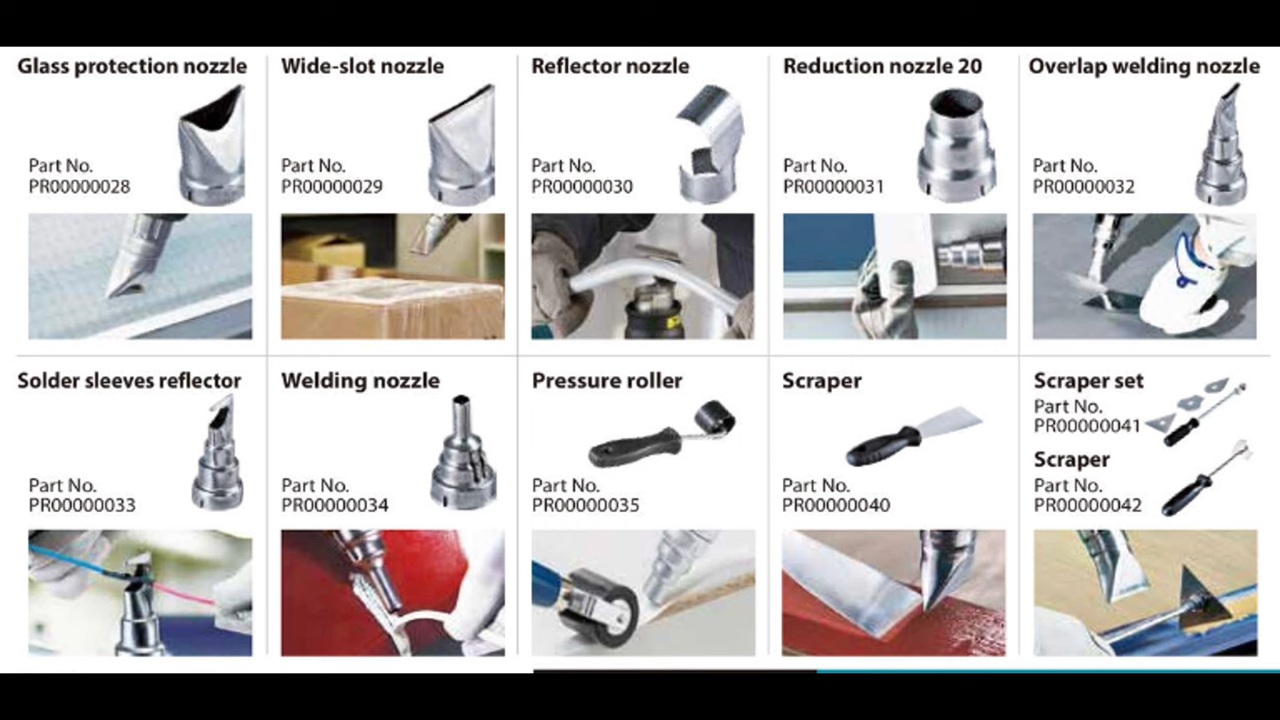 Glass protection nozzle
Part No.
PR00000028
Wide-slot nozzle
Part No.
PR00000029
Reflector nozzle
Part No.
PR00000030
Reduction nozzle 20
Part No.
PR00000031
Overlap welding nozzle
Part No.
PR00000032
Solder sleeves reflector
Part No.
PR00000033
Welding nozzle
Part No.
PR00000034
Pressure roller
Part No.
PR00000035
Scraper
Part No.
PR00000040
Scraper set
Part No.
PR00000041
Scraper
Part No.
PR00000042